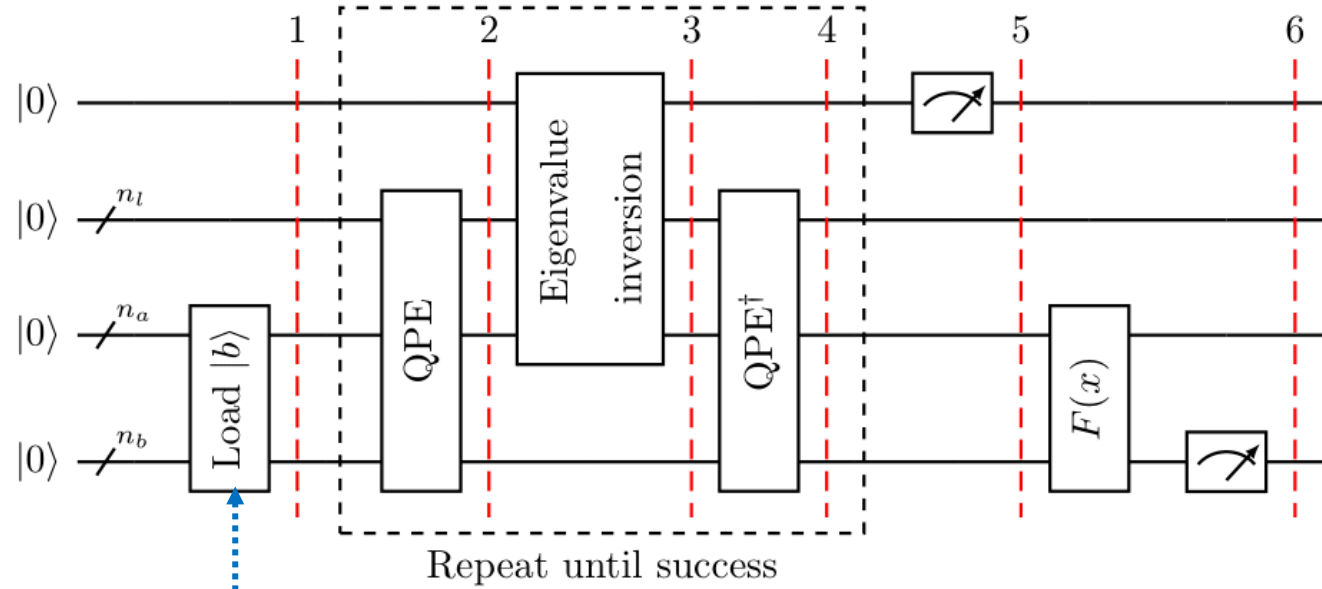 1 2 3 4 5 6
|0⟩
|0⟩ n_l
|0⟩ n_a
|0⟩ n_b
Load |b⟩
QPE
Eigenvalue
inversion
QPE†
F(x)
Repeat until success